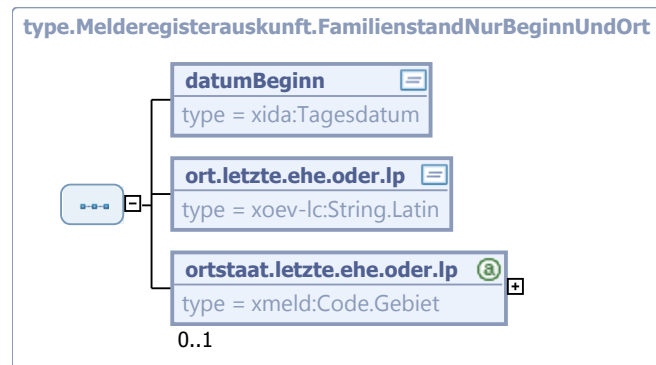 type.Melderegisterauskunft.FamilienstandNurBeginnUndOrt
datumBeginn
type = xida:Tagesdatum
ort.letzte.ehe.oder.lp
type = xoev-lc:String.Latin
ortstaat.letzte.ehe.oder.lp
type = xmeld:Code.Gebiet
0..1